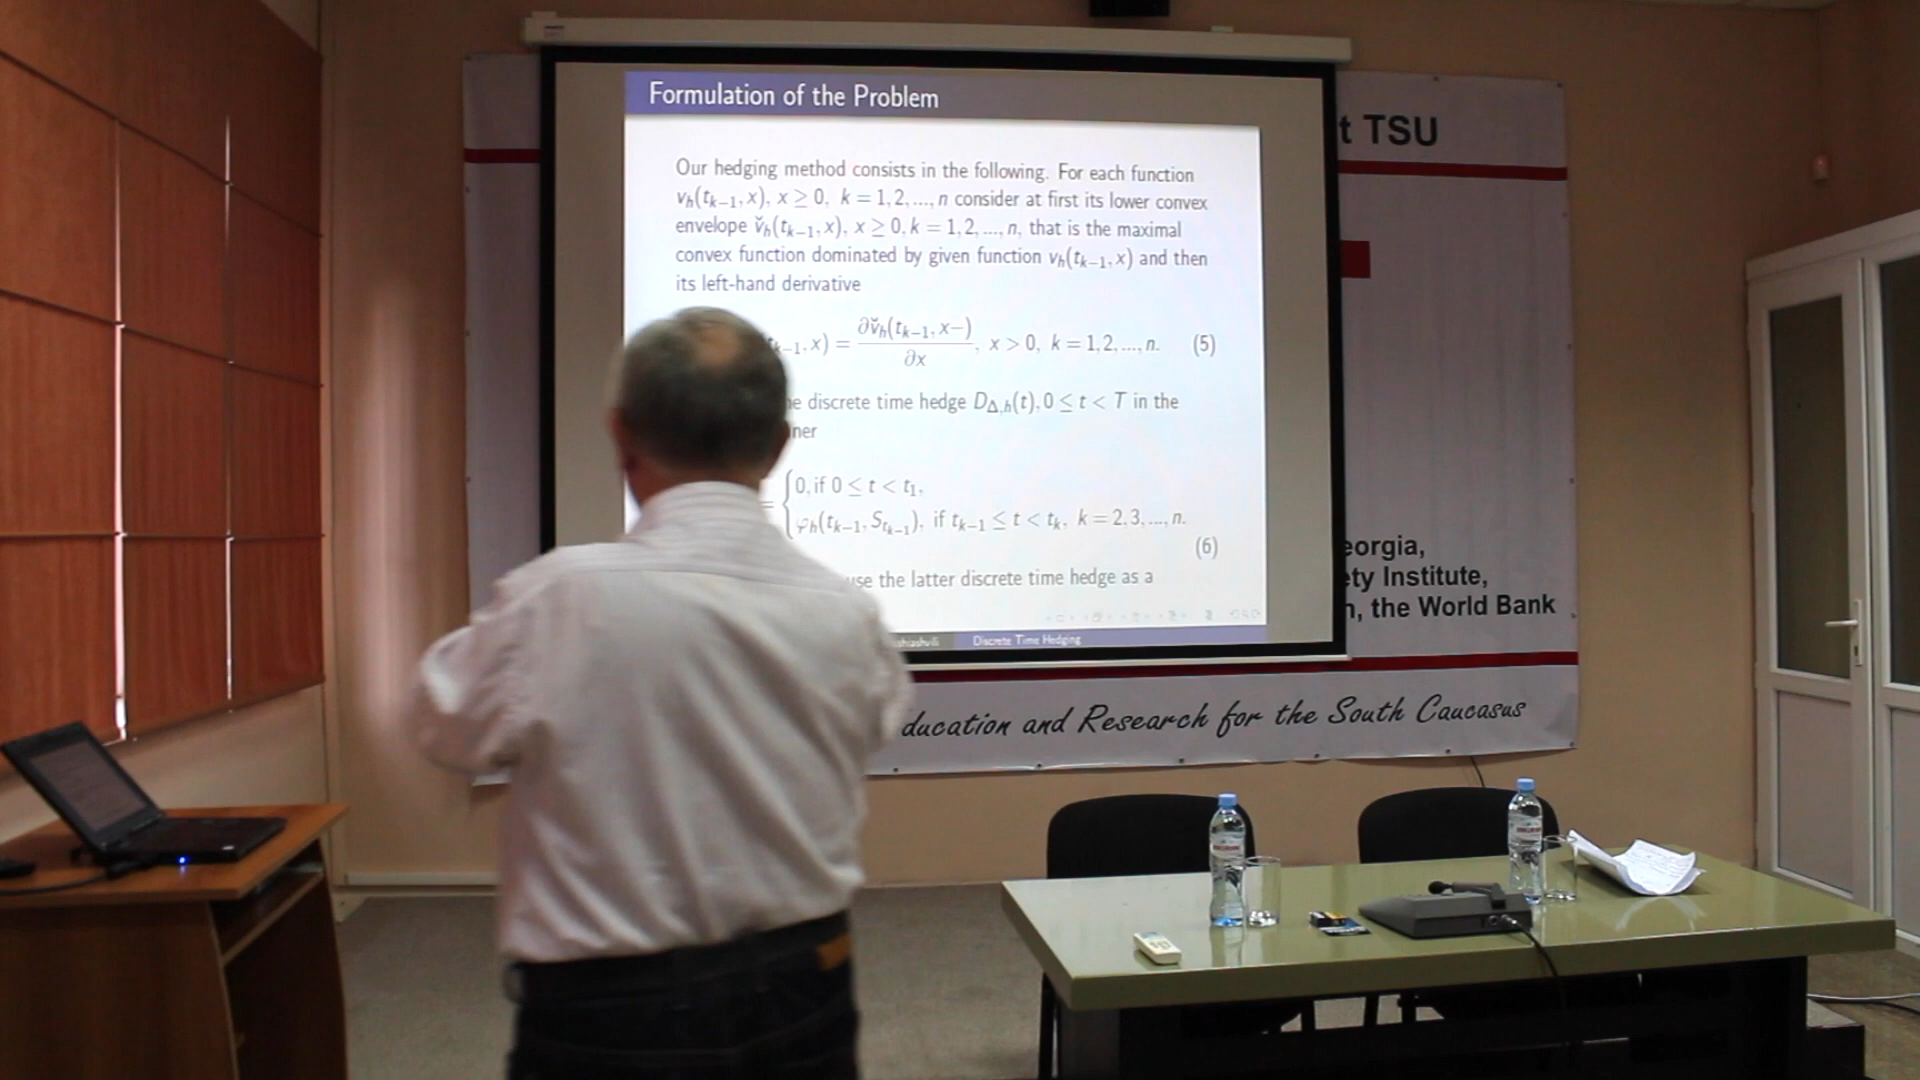 Formulation of the Problem
t TSU
Our hedging method consists in the following. For each function
vₕ(tₖ₋₁, x), x ≥ 0, k = 1, 2, ..., n consider at first its lower convex
envelope v̌ₕ(tₖ₋₁, x), x ≥ 0, k = 1, 2, ..., n, that is the maximal
convex function dominated by given function vₕ(tₖ₋₁, x) and then
its left-hand derivative
ₖ₋₁, x) = ∂v̌ₕ(tₖ₋₁, x−) / ∂x, x > 0, k = 1, 2, ..., n. (5)
e discrete time hedge D_Δ,h(t), 0 ≤ t < T in the
ner
= { 0, if 0 ≤ t < t₁,
φₕ(tₖ₋₁, S_tₖ₋₁), if tₖ₋₁ ≤ t < tₖ, k = 2, 3, ..., n.
(6)
use the latter discrete time hedge as a
shiashvili Discrete Time Hedging
eorgia,
ety Institute,
n, the World Bank
ducation and Research for the South Caucasus